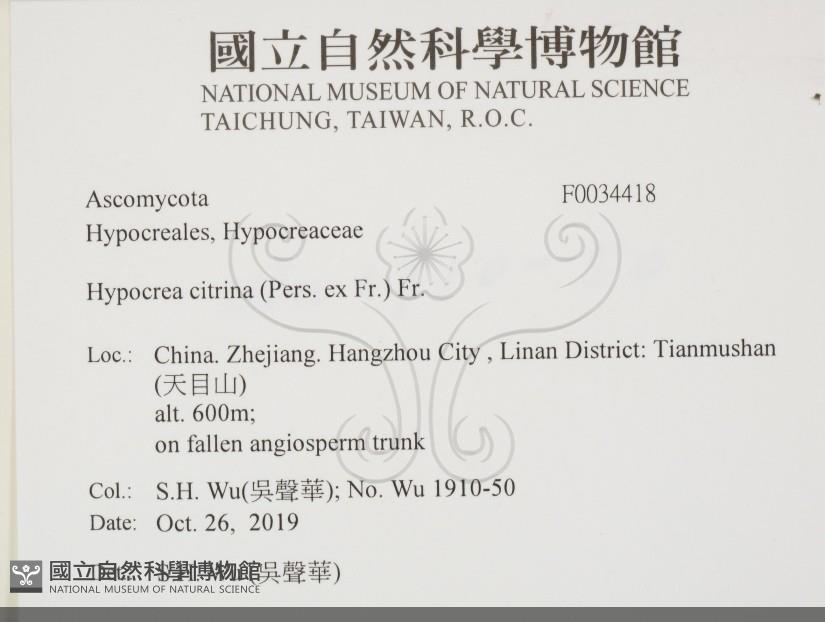 國立自然科學博物館
NATIONAL MUSEUM OF NATURAL SCIENCE
TAICHUNG, TAIWAN, R.O.C.
Ascomycota F0034418
Hypocreales, Hypocreaceae
Hypocrea citrina (Pers. ex Fr.) Fr.
Loc.: China. Zhejiang. Hangzhou City , Linan District: Tianmushan
(天目山)
alt. 600m;
on fallen angiosperm trunk
Col.: S.H. Wu(吳聲華); No. Wu 1910-50
Date: Oct. 26, 2019
(吳聲華)
國立自然科學博物館
NATIONAL MUSEUM OF NATURAL SCIENCE